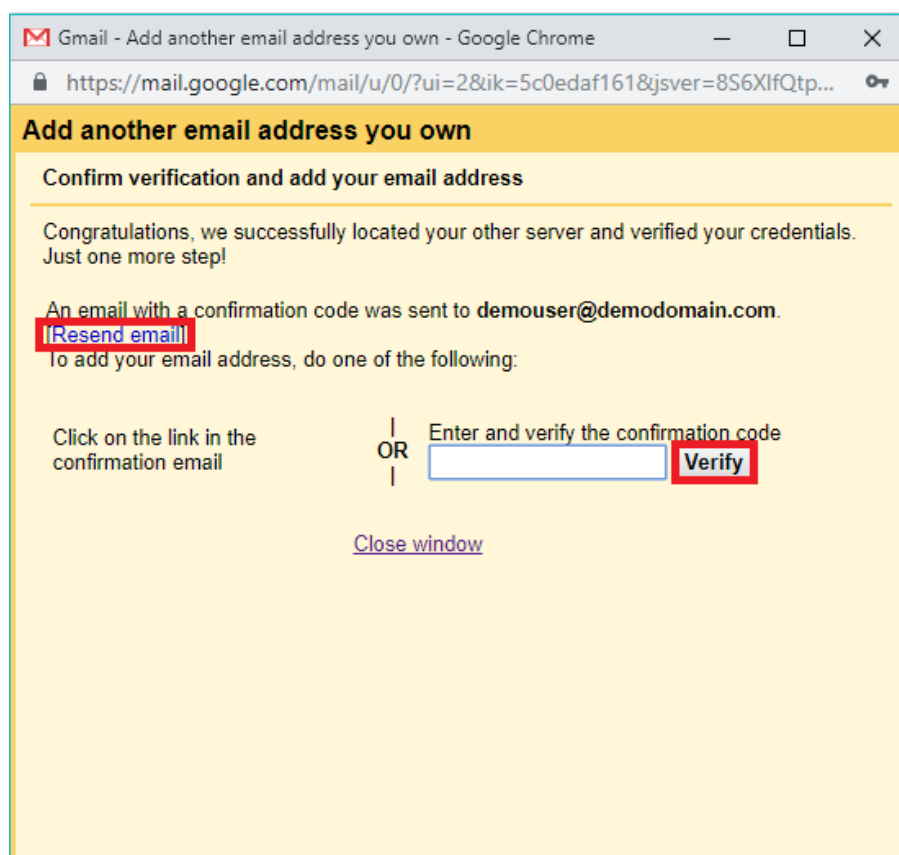 Gmail - Add another email address you own - Google Chrome
https://mail.google.com/mail/u/0/?ui=2&ik=5c0edaf161&jsver=8S6XlfQtp...
Add another email address you own
Confirm verification and add your email address
Congratulations, we successfully located your other server and verified your credentials.
Just one more step!
An email with a confirmation code was sent to demouser@demodomain.com.
[Resend email]
To add your email address, do one of the following:
Click on the link in the
confirmation email
|
OR
|
Enter and verify the confirmation code
Verify
Close window